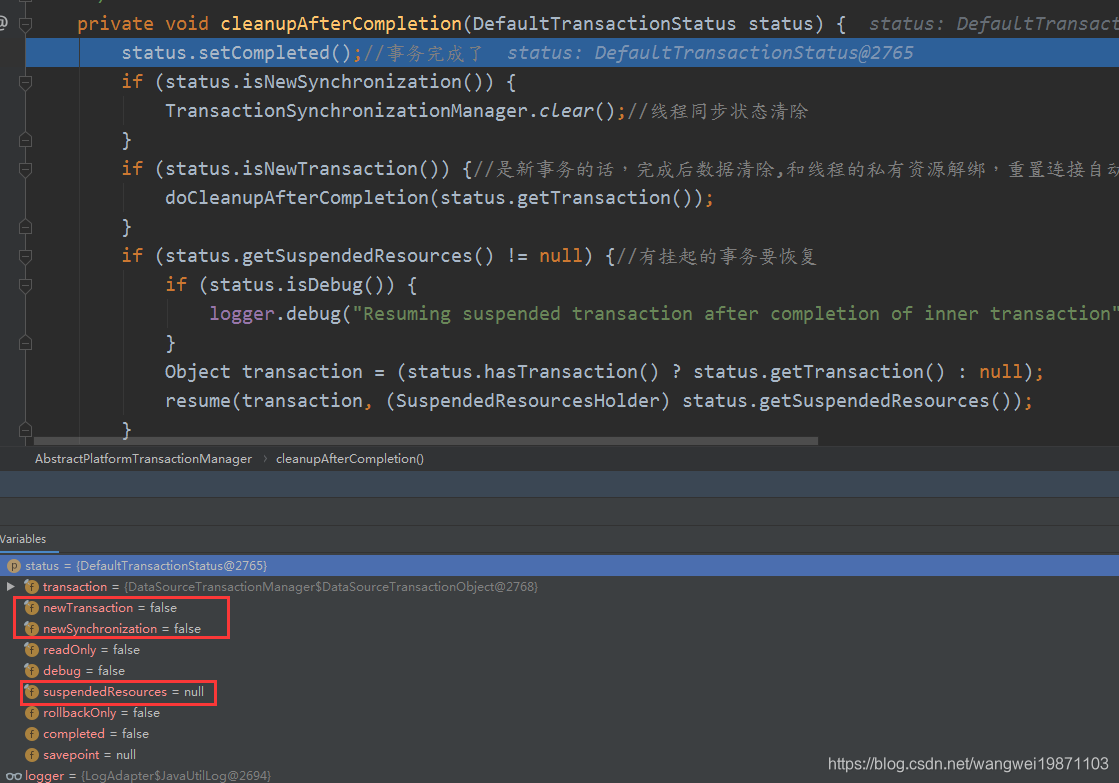 private void cleanupAfterCompletion(DefaultTransactionStatus status) { status: DefaultTransact
status.setCompleted();//事务完成了 status: DefaultTransactionStatus@2765
if (status.isNewSynchronization()) {
TransactionSynchronizationManager.clear();//线程同步状态清除
}
if (status.isNewTransaction()) {//是新事务的话，完成后数据清除,和线程的私有资源解绑，重置连接自动
doCleanupAfterCompletion(status.getTransaction());
}
if (status.getSuspendedResources() != null) {//有挂起的事务要恢复
if (status.isDebug()) {
logger.debug("Resuming suspended transaction after completion of inner transaction"
}
Object transaction = (status.hasTransaction() ? status.getTransaction() : null);
resume(transaction, (SuspendedResourcesHolder) status.getSuspendedResources());
}
AbstractPlatformTransactionManager › cleanupAfterCompletion()
Variables
status = {DefaultTransactionStatus@2765}
transaction = {DataSourceTransactionManager$DataSourceTransactionObject@2768}
newTransaction = false
newSynchronization = false
readOnly = false
debug = false
suspendedResources = null
rollbackOnly = false
completed = false
savepoint = null
logger = {LogAdapter$JavaUtilLog@2694}
https://blog.csdn.net/wangwei19871103